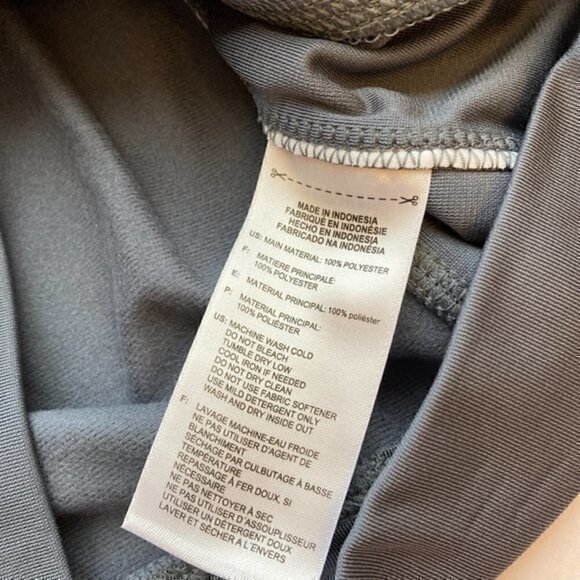 MADE IN INDONESIA
FABRIQUÉ EN INDONÉSIE
HECHO EN INDONESIA
FABRICADO NA INDONÉSIA
US: MAIN MATERIAL: 100% POLYESTER
F: MATIERE PRINCIPALE:
100% POLYESTER
E: MATERIAL PRINCIPAL: 100% poliéster
P: MATERIAL PRINCIPAL:
100% POLIÉSTER
US: MACHINE WASH COLD
DO NOT BLEACH
TUMBLE DRY LOW
COOL IRON IF NEEDED
DO NOT DRY CLEAN
DO NOT USE FABRIC SOFTENER
USE MILD DETERGENT ONLY
WASH AND DRY INSIDE OUT
F: LAVAGE MACHINE-EAU FROIDE
NE PAS UTILISER D'AGENT DE
BLANCHIMENT
SÉCHAGE PAR CULBUTAGE À BASSE
TEMPÉRATURE
REPASSAGE À FER DOUX, SI
NÉCESSAIRE
NE PAS NETTOYER À SEC
NE PAS UTILISER D'ASSOUPLISSEUR
UTILISER UN DÉTERGENT DOUX
LAVER ET SÉCHER À L'ENVERS